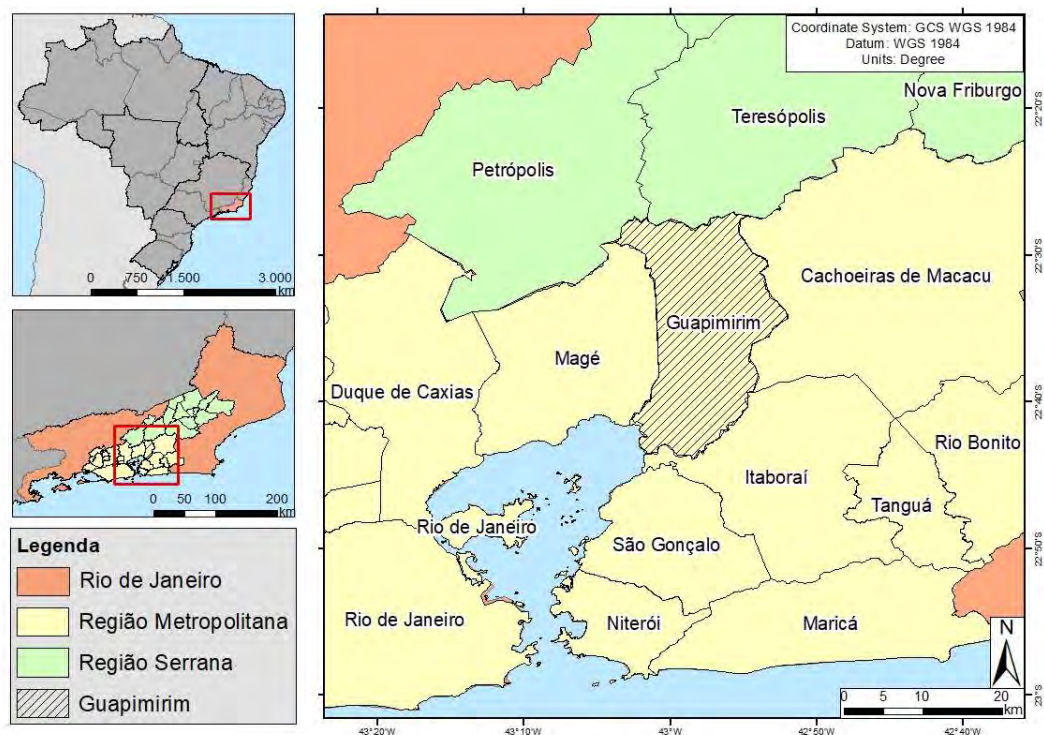 0 750 1.500 3.000
km
0 50 100 200
km
Legenda
Rio de Janeiro
Região Metropolitana
Região Serrana
Guapimirim
Coordinate System: GCS WGS 1984
Datum: WGS 1984
Units: Degree
Nova Friburgo
Teresópolis
Petrópolis
Cachoeiras de Macacu
Guapimirim
Magé
Duque de Caxias
Rio Bonito
Itaboraí
Tanguá
Rio de Janeiro
São Gonçalo
Rio de Janeiro
Niterói
Maricá
N
0 5 10 20
km
22°20'S
22°30'S
22°40'S
22°50'S
23°S
43°20'W 43°10'W 43°W 42°50'W 42°40'W